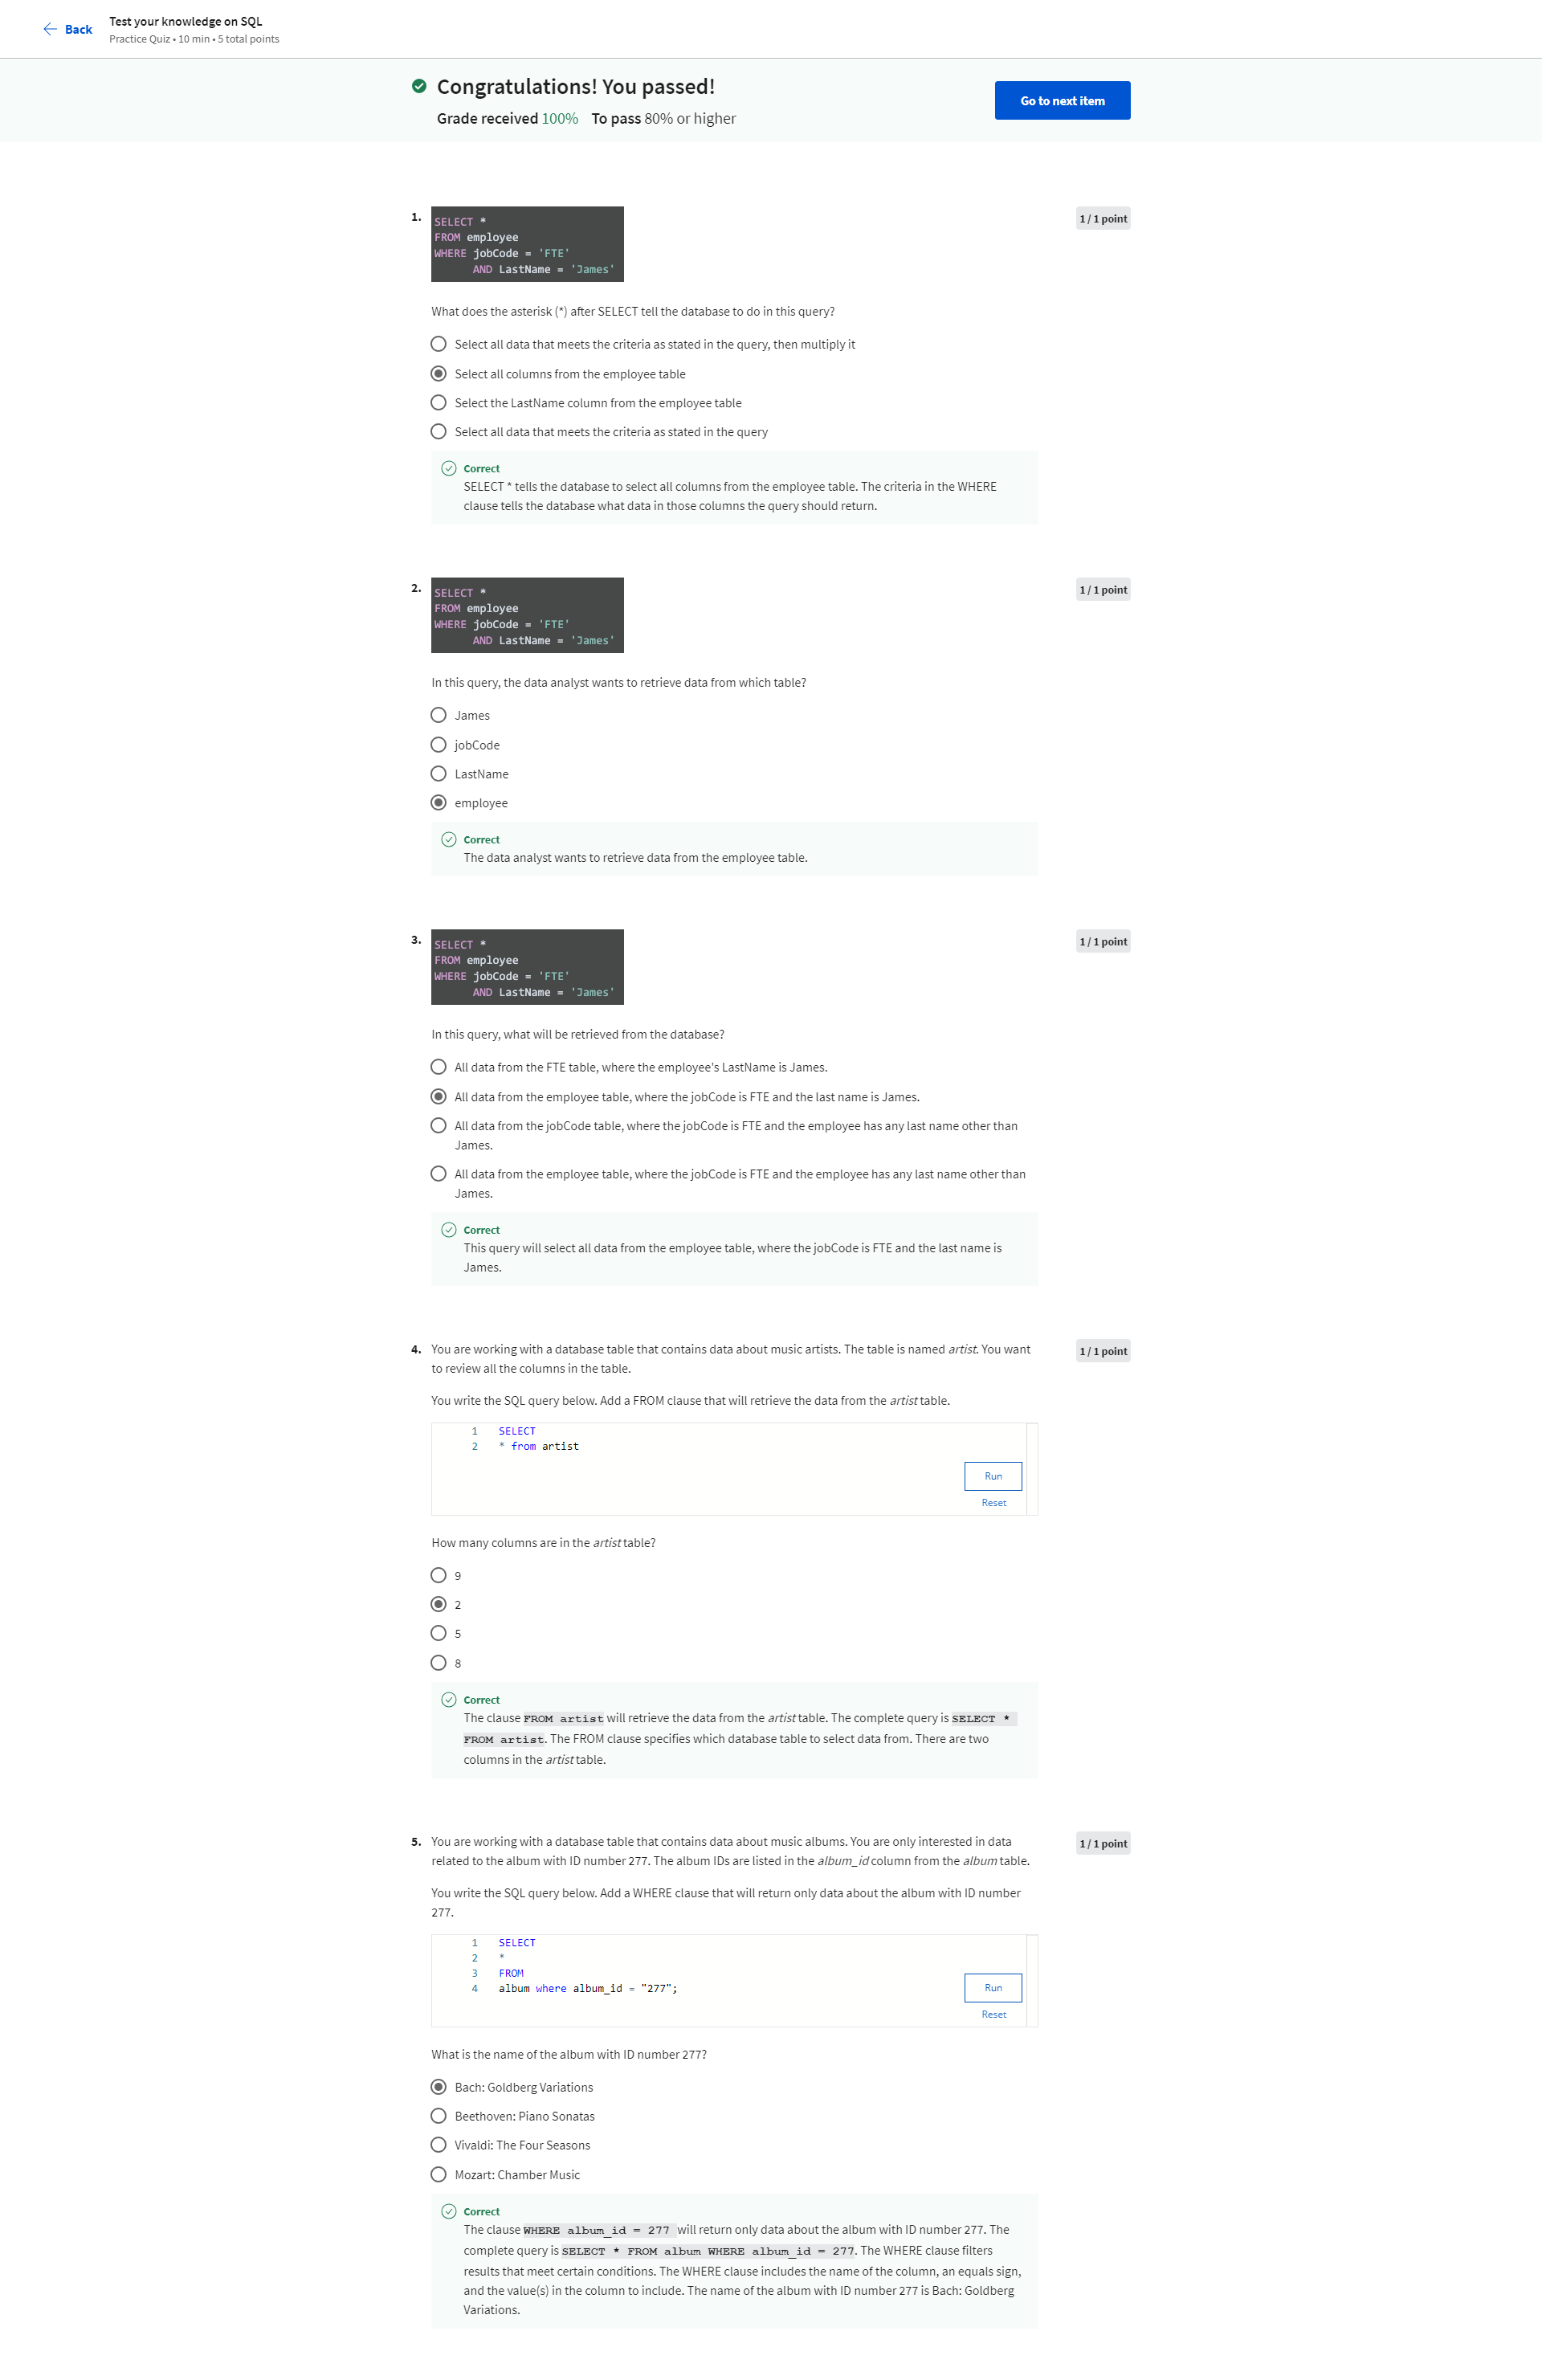 Back
Test your knowledge on SQL
Practice Quiz • 10 min • 5 total points
Congratulations! You passed!
Grade received 100% To pass 80% or higher
Go to next item
1.
SELECT *
FROM employee
WHERE jobCode = 'FTE'
AND LastName = 'James'
1 / 1 point
What does the asterisk (*) after SELECT tell the database to do in this query?
Select all data that meets the criteria as stated in the query, then multiply it
Select all columns from the employee table
Select the LastName column from the employee table
Select all data that meets the criteria as stated in the query
Correct
SELECT * tells the database to select all columns from the employee table. The criteria in the WHERE
clause tells the database what data in those columns the query should return.
2.
SELECT *
FROM employee
WHERE jobCode = 'FTE'
AND LastName = 'James'
1 / 1 point
In this query, the data analyst wants to retrieve data from which table?
James
jobCode
LastName
employee
Correct
The data analyst wants to retrieve data from the employee table.
3.
SELECT *
FROM employee
WHERE jobCode = 'FTE'
AND LastName = 'James'
1 / 1 point
In this query, what will be retrieved from the database?
All data from the FTE table, where the employee's LastName is James.
All data from the employee table, where the jobCode is FTE and the last name is James.
All data from the jobCode table, where the jobCode is FTE and the employee has any last name other than
James.
All data from the employee table, where the jobCode is FTE and the employee has any last name other than
James.
Correct
This query will select all data from the employee table, where the jobCode is FTE and the last name is
James.
4. You are working with a database table that contains data about music artists. The table is named artist. You want
to review all the columns in the table.
1 / 1 point
You write the SQL query below. Add a FROM clause that will retrieve the data from the artist table.
1 SELECT
2 * from artist
Run
Reset
How many columns are in the artist table?
9
2
5
8
Correct
The clause FROM artist will retrieve the data from the artist table. The complete query is SELECT *
FROM artist. The FROM clause specifies which database table to select data from. There are two
columns in the artist table.
5. You are working with a database table that contains data about music albums. You are only interested in data
related to the album with ID number 277. The album IDs are listed in the album_id column from the album table.
1 / 1 point
You write the SQL query below. Add a WHERE clause that will return only data about the album with ID number
277.
1 SELECT
2 *
3 FROM
4 album where album_id = "277";
Run
Reset
What is the name of the album with ID number 277?
Bach: Goldberg Variations
Beethoven: Piano Sonatas
Vivaldi: The Four Seasons
Mozart: Chamber Music
Correct
The clause WHERE album_id = 277 will return only data about the album with ID number 277. The
complete query is SELECT * FROM album WHERE album_id = 277. The WHERE clause filters
results that meet certain conditions. The WHERE clause includes the name of the column, an equals sign,
and the value(s) in the column to include. The name of the album with ID number 277 is Bach: Goldberg
Variations.